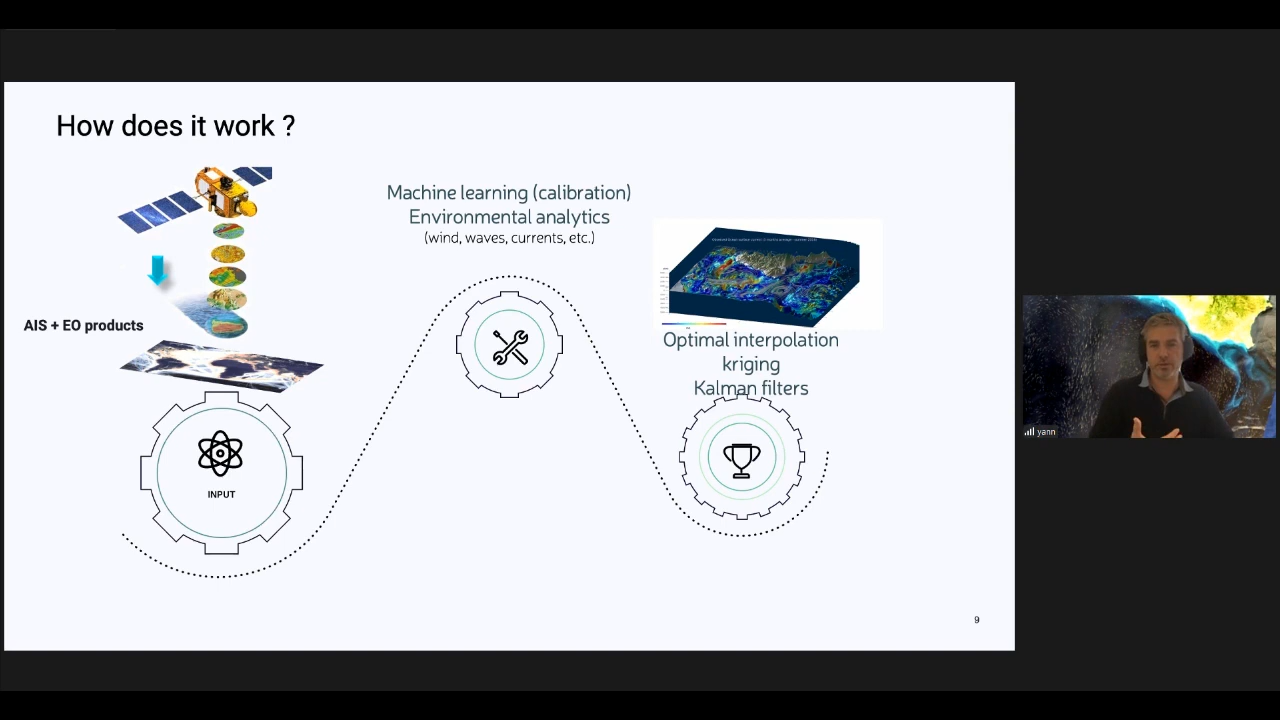 How does it work ?
Machine learning (calibration)
Environmental analytics
(wind, waves, currents, etc.)
AIS + EO products
Optimal interpolation
kriging
Kalman filters
INPUT
yann
9